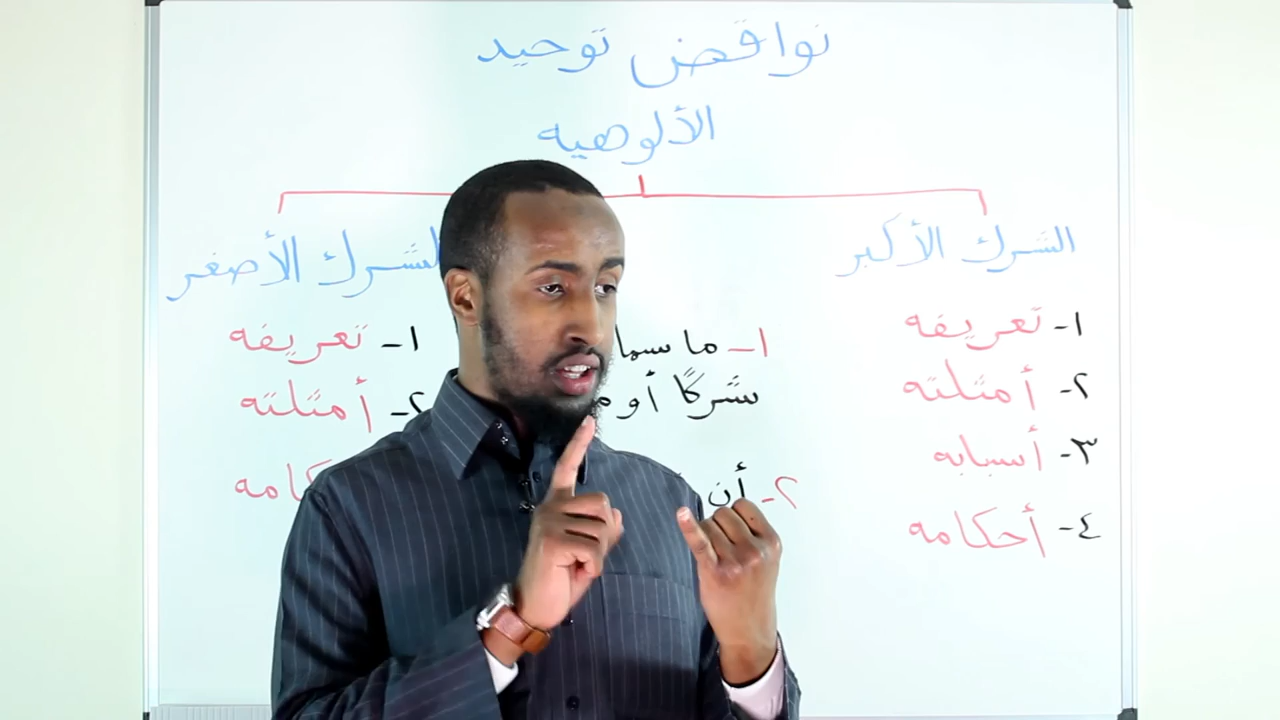 نواقض توحيد
الألوهيه
الشرك الأكبر
١- تعريفه
٢- أمثلته
٣- أسبابه
٤- أحكامه
١- ما سما
شركًا أو
٢- أن
الشرك الأصغر
١- تعريفه
٢- أمثلته